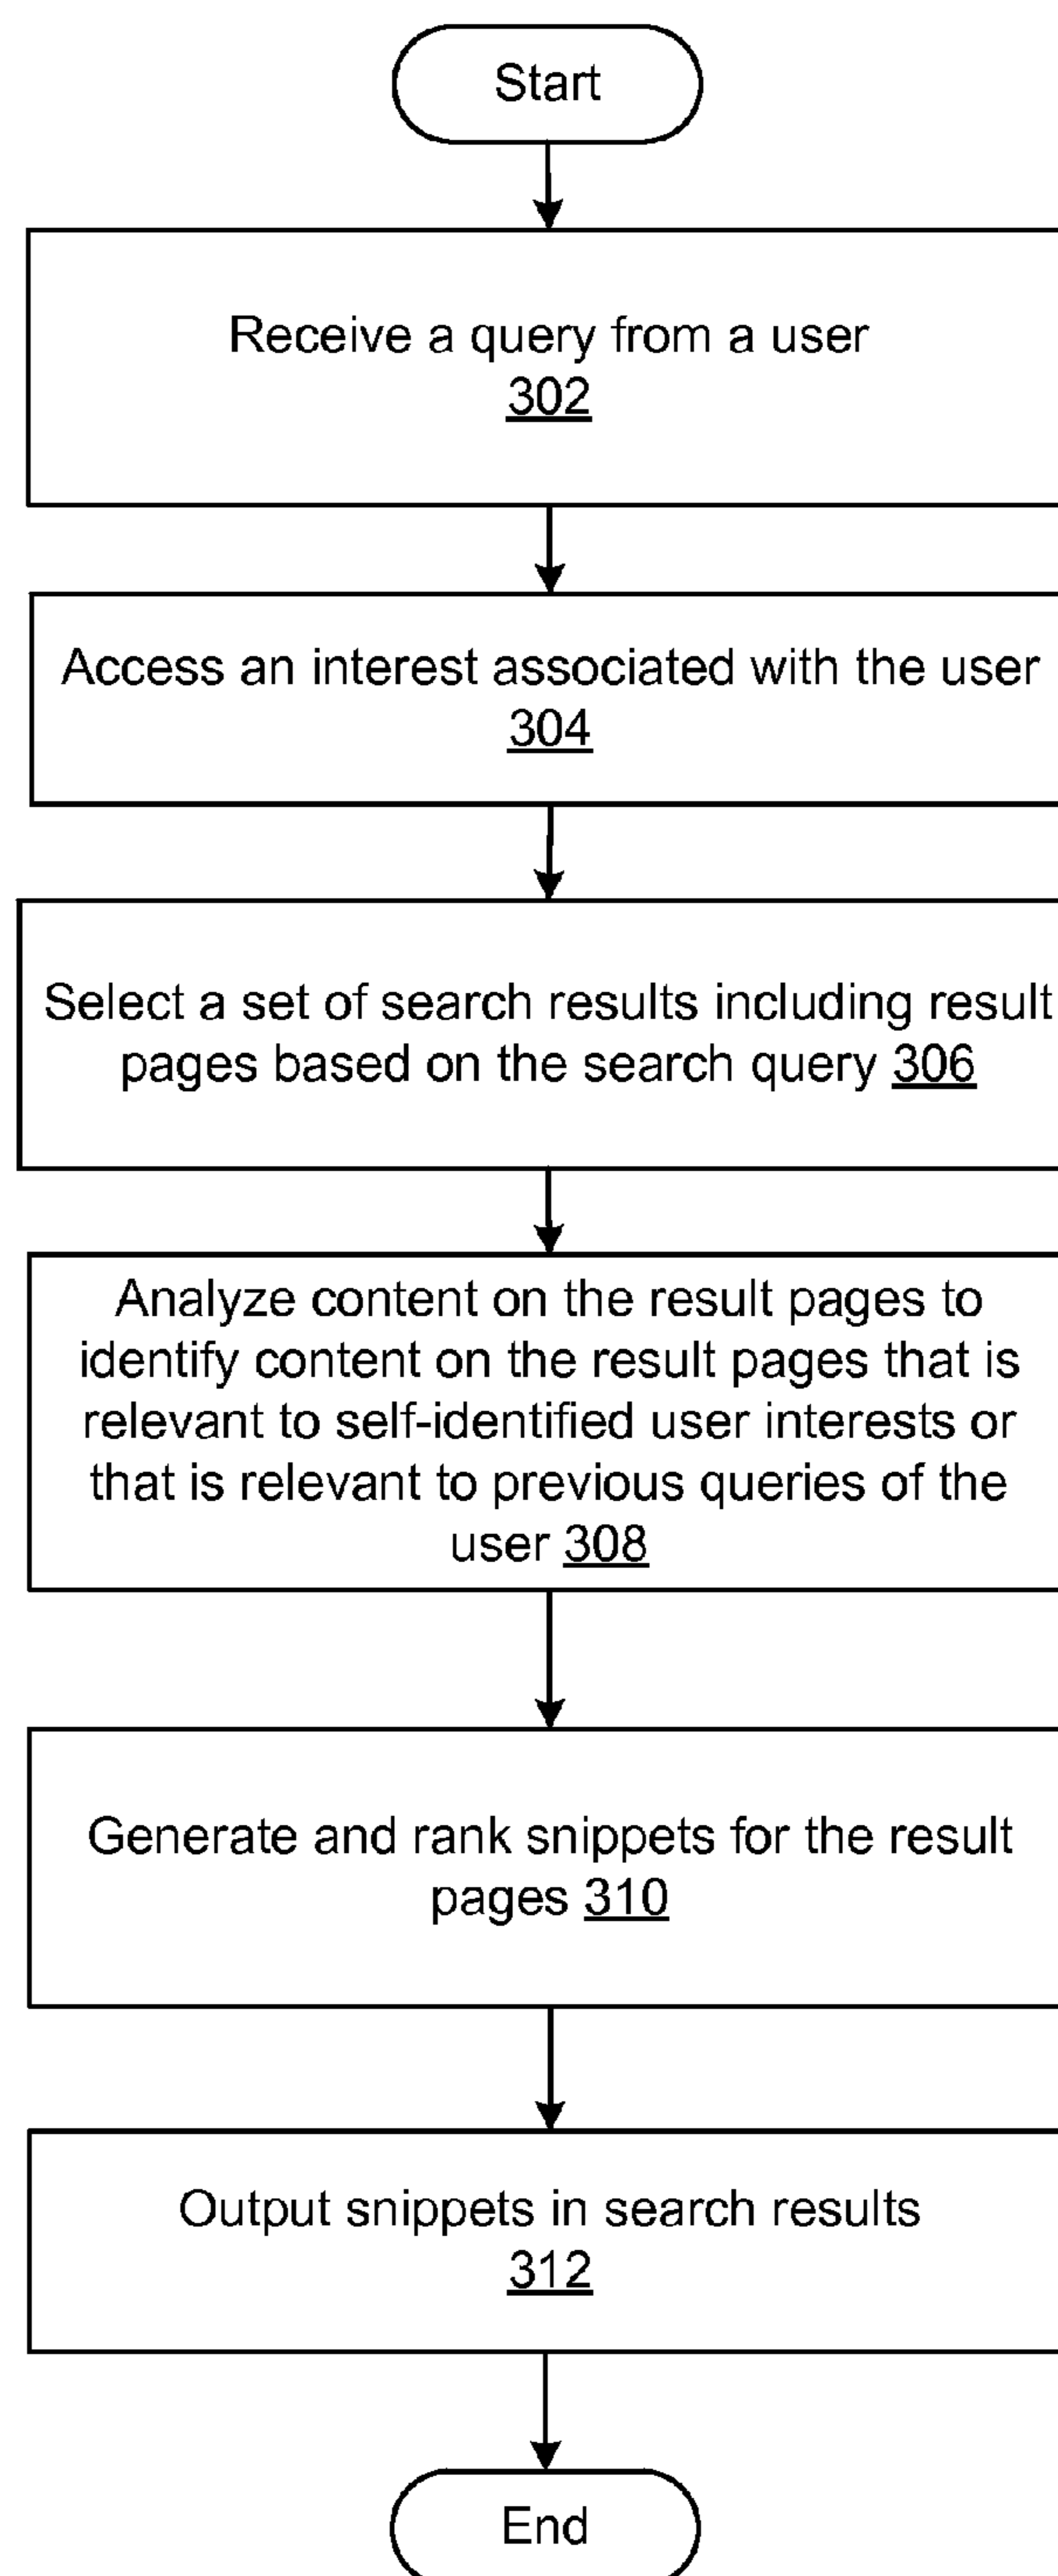 Start
Receive a query from a user
302
Access an interest associated with the user
304
Select a set of search results including result
pages based on the search query 306
Analyze content on the result pages to
identify content on the result pages that is
relevant to self-identified user interests or
that is relevant to previous queries of the
user 308
Generate and rank snippets for the result
pages 310
Output snippets in search results
312
End